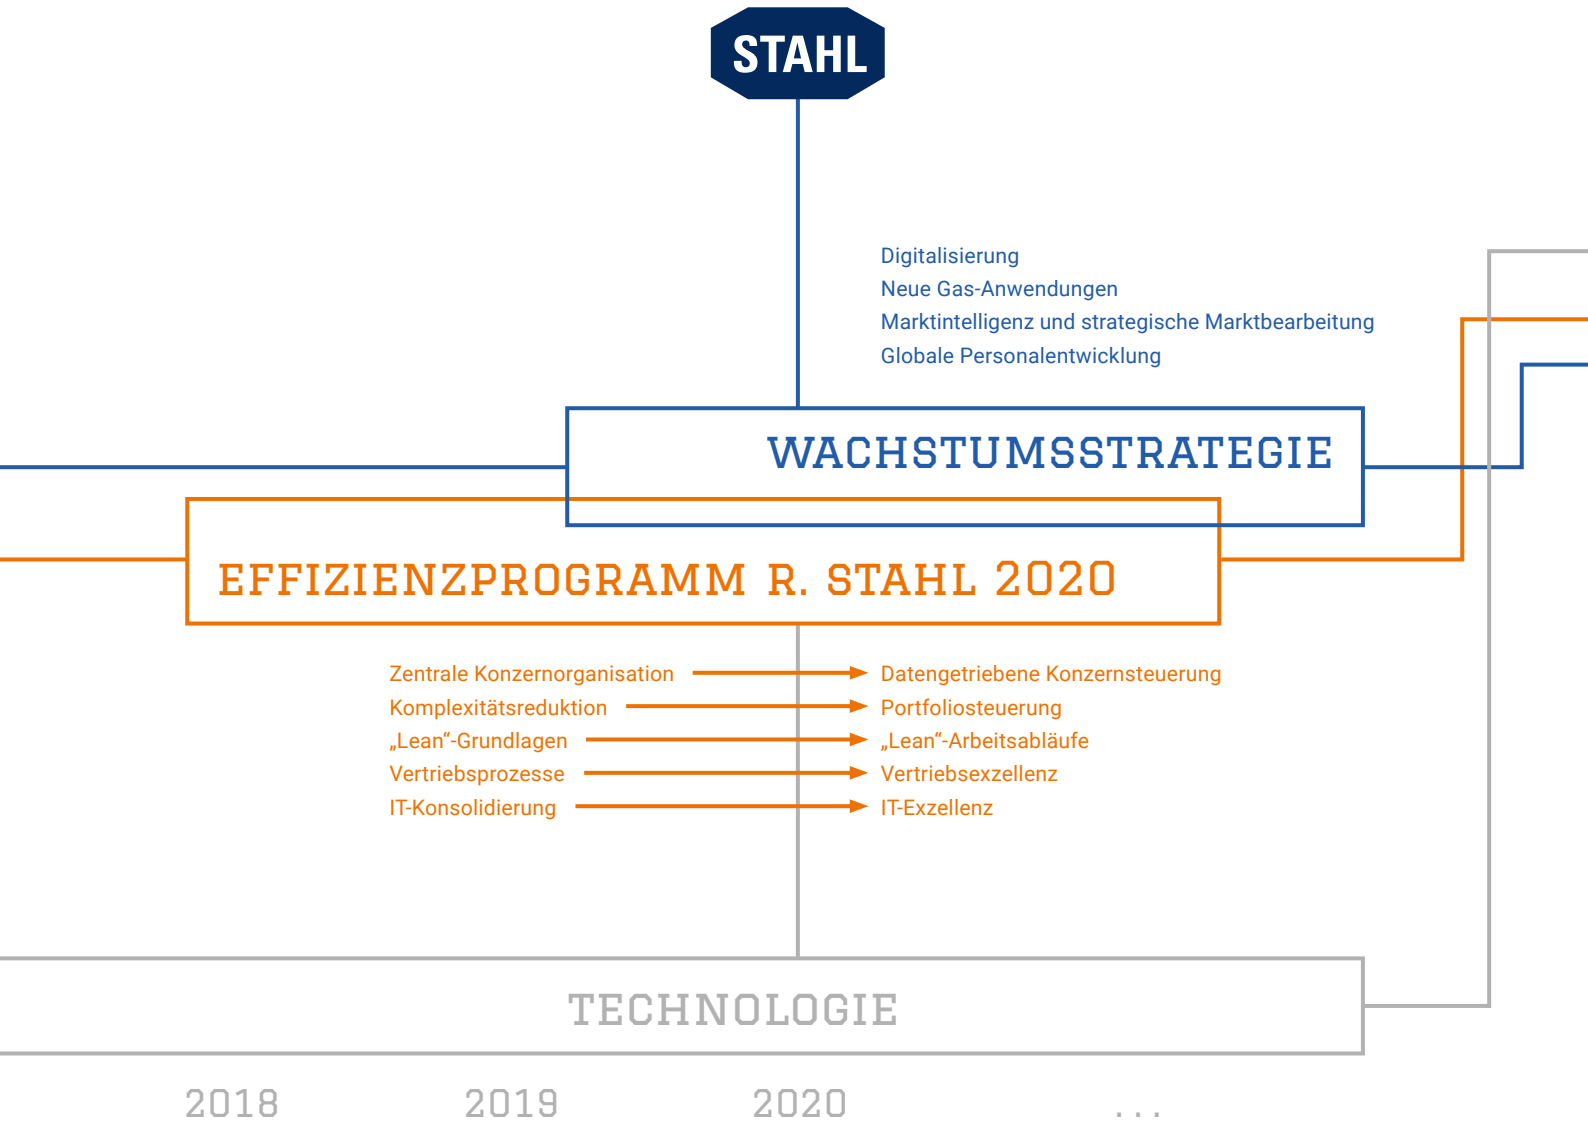 STAHL
Digitalisierung
Neue Gas-Anwendungen
Marktintelligenz und strategische Marktbearbeitung
Globale Personalentwicklung
WACHSTUMSSTRATEGIE
EFFIZIENZPROGRAMM R. STAHL 2020
Zentrale Konzernorganisation
Datengetriebene Konzernsteuerung
Komplexitätsreduktion
Portfoliosteuerung
„Lean“-Grundlagen
„Lean“-Arbeitsabläufe
Vertriebsprozesse
Vertriebsexzellenz
IT-Konsolidierung
IT-Exzellenz
TECHNOLOGIE
2018 2019 2020 ...